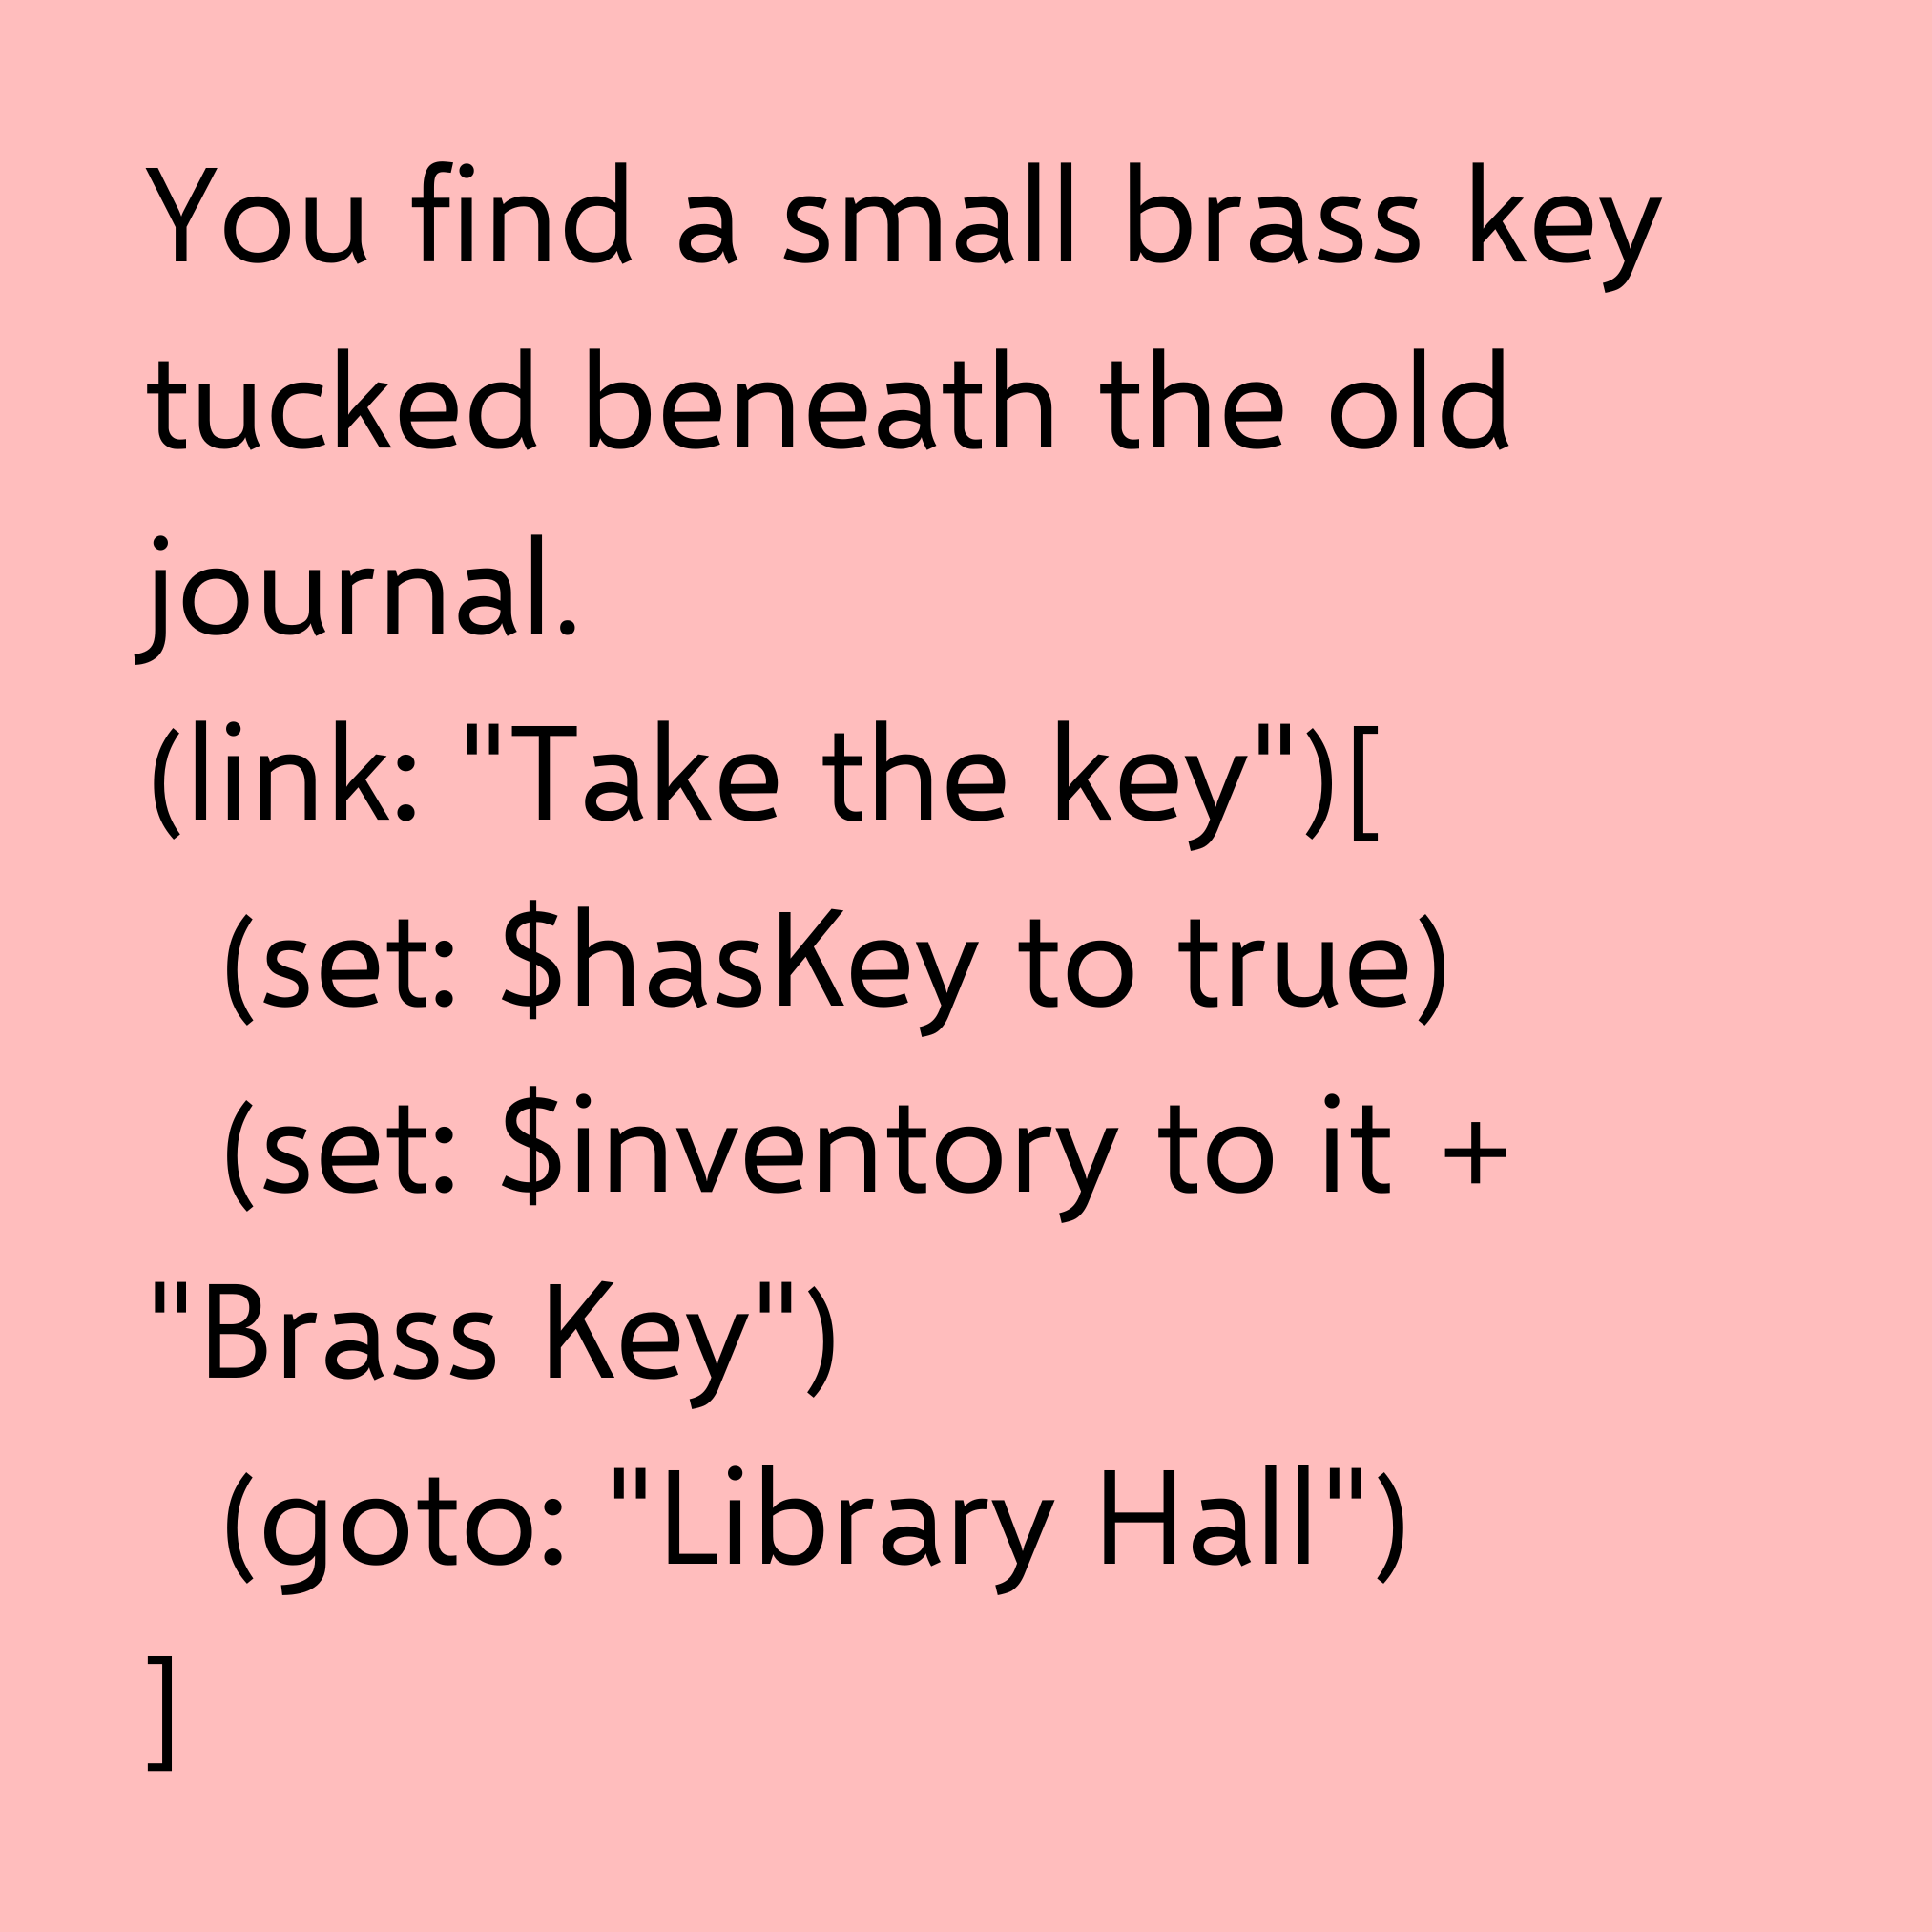 You find a small brass key
tucked beneath the old
journal.
(link: "Take the key")[
  (set: $hasKey to true)
  (set: $inventory to it +
"Brass Key")
  (goto: "Library Hall")
]